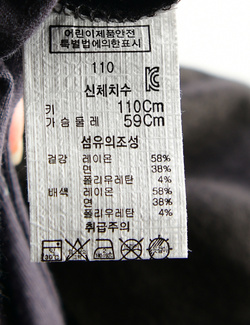 어린이제품안전
특별법에의한표시
110
신체치수
키 110Cm
가슴둘레 59Cm
섬유의조성
겉감 레이온 58%
면 38%
폴리우레탄 4%
배색 레이온 58%
면 38%
폴리우레탄 4%
취급주의